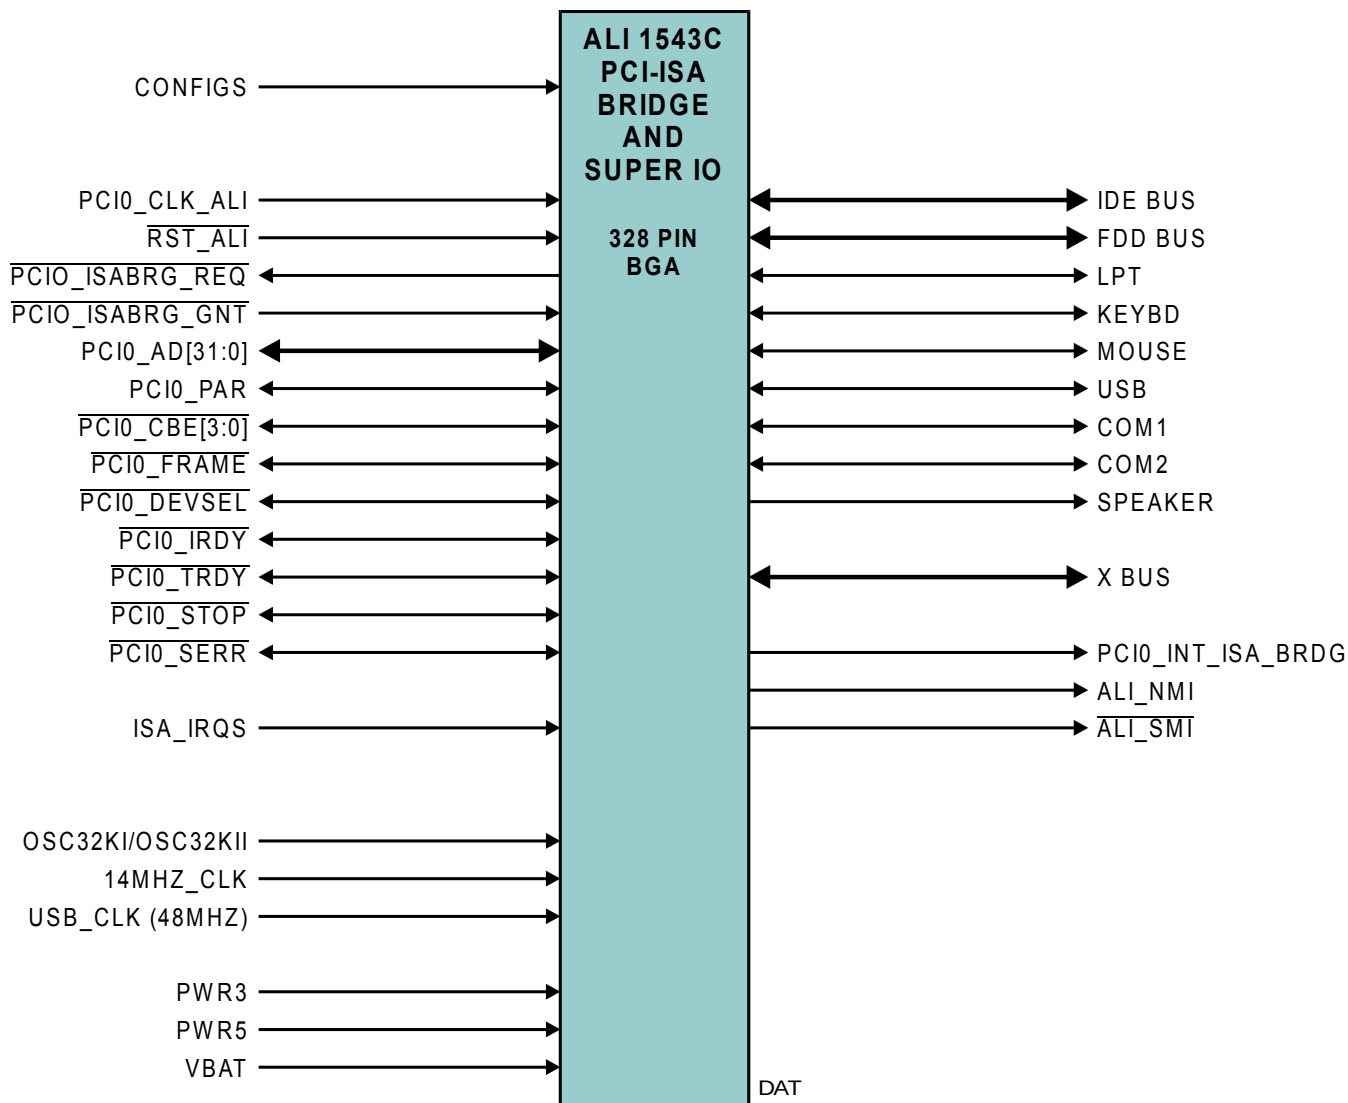 ALI 1543C
PCI-ISA
BRIDGE
AND
SUPER IO
328 PIN
BGA
CONFIGS
PCI0_CLK_ALI
RST_ALI
PCIO_ISABRG_REQ
PCIO_ISABRG_GNT
PCI0_AD[31:0]
PCI0_PAR
PCI0_CBE[3:0]
PCI0_FRAME
PCI0_DEVSEL
PCI0_IRDY
PCI0_TRDY
PCI0_STOP
PCI0_SERR
ISA_IRQS
OSC32KI/OSC32KII
14MHZ_CLK
USB_CLK (48MHZ)
PWR3
PWR5
VBAT
IDE BUS
FDD BUS
LPT
KEYBD
MOUSE
USB
COM1
COM2
SPEAKER
X BUS
PCI0_INT_ISA_BRDG
ALI_NMI
ALI_SMI
DAT